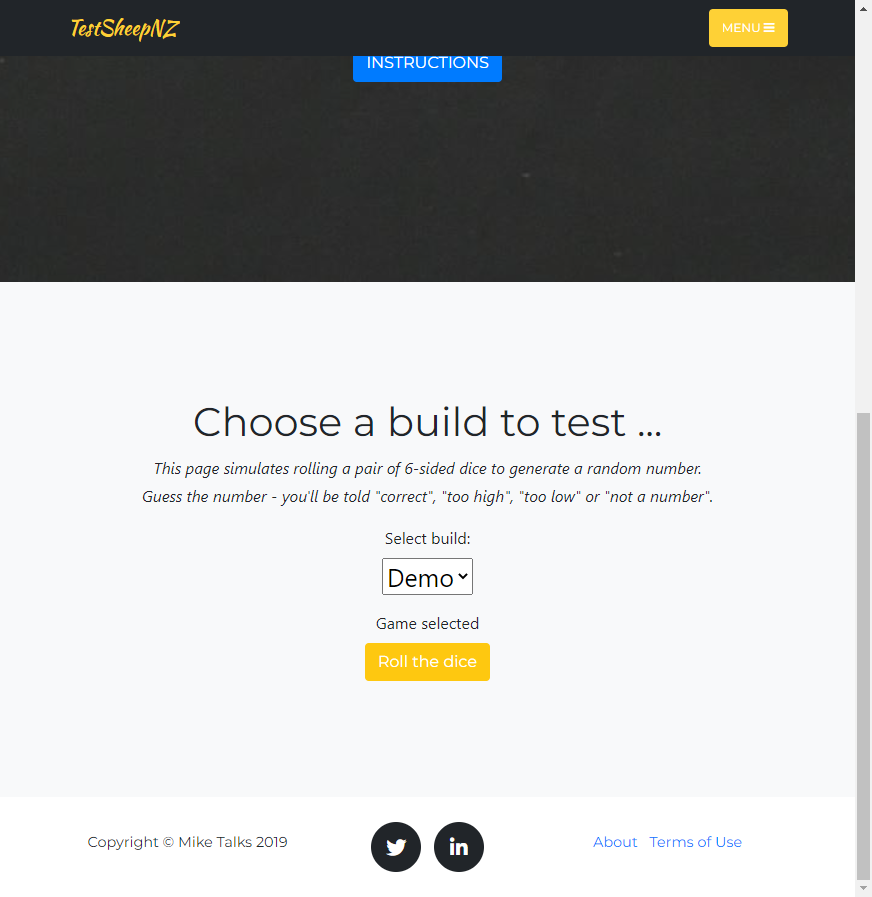 TestSheepNZ
MENU
INSTRUCTIONS
Choose a build to test ...
This page simulates rolling a pair of 6-sided dice to generate a random number.
Guess the number - you'll be told "correct", "too high", "too low" or "not a number".
Select build:
Demo
Game selected
Roll the dice
Copyright © Mike Talks 2019
About Terms of Use